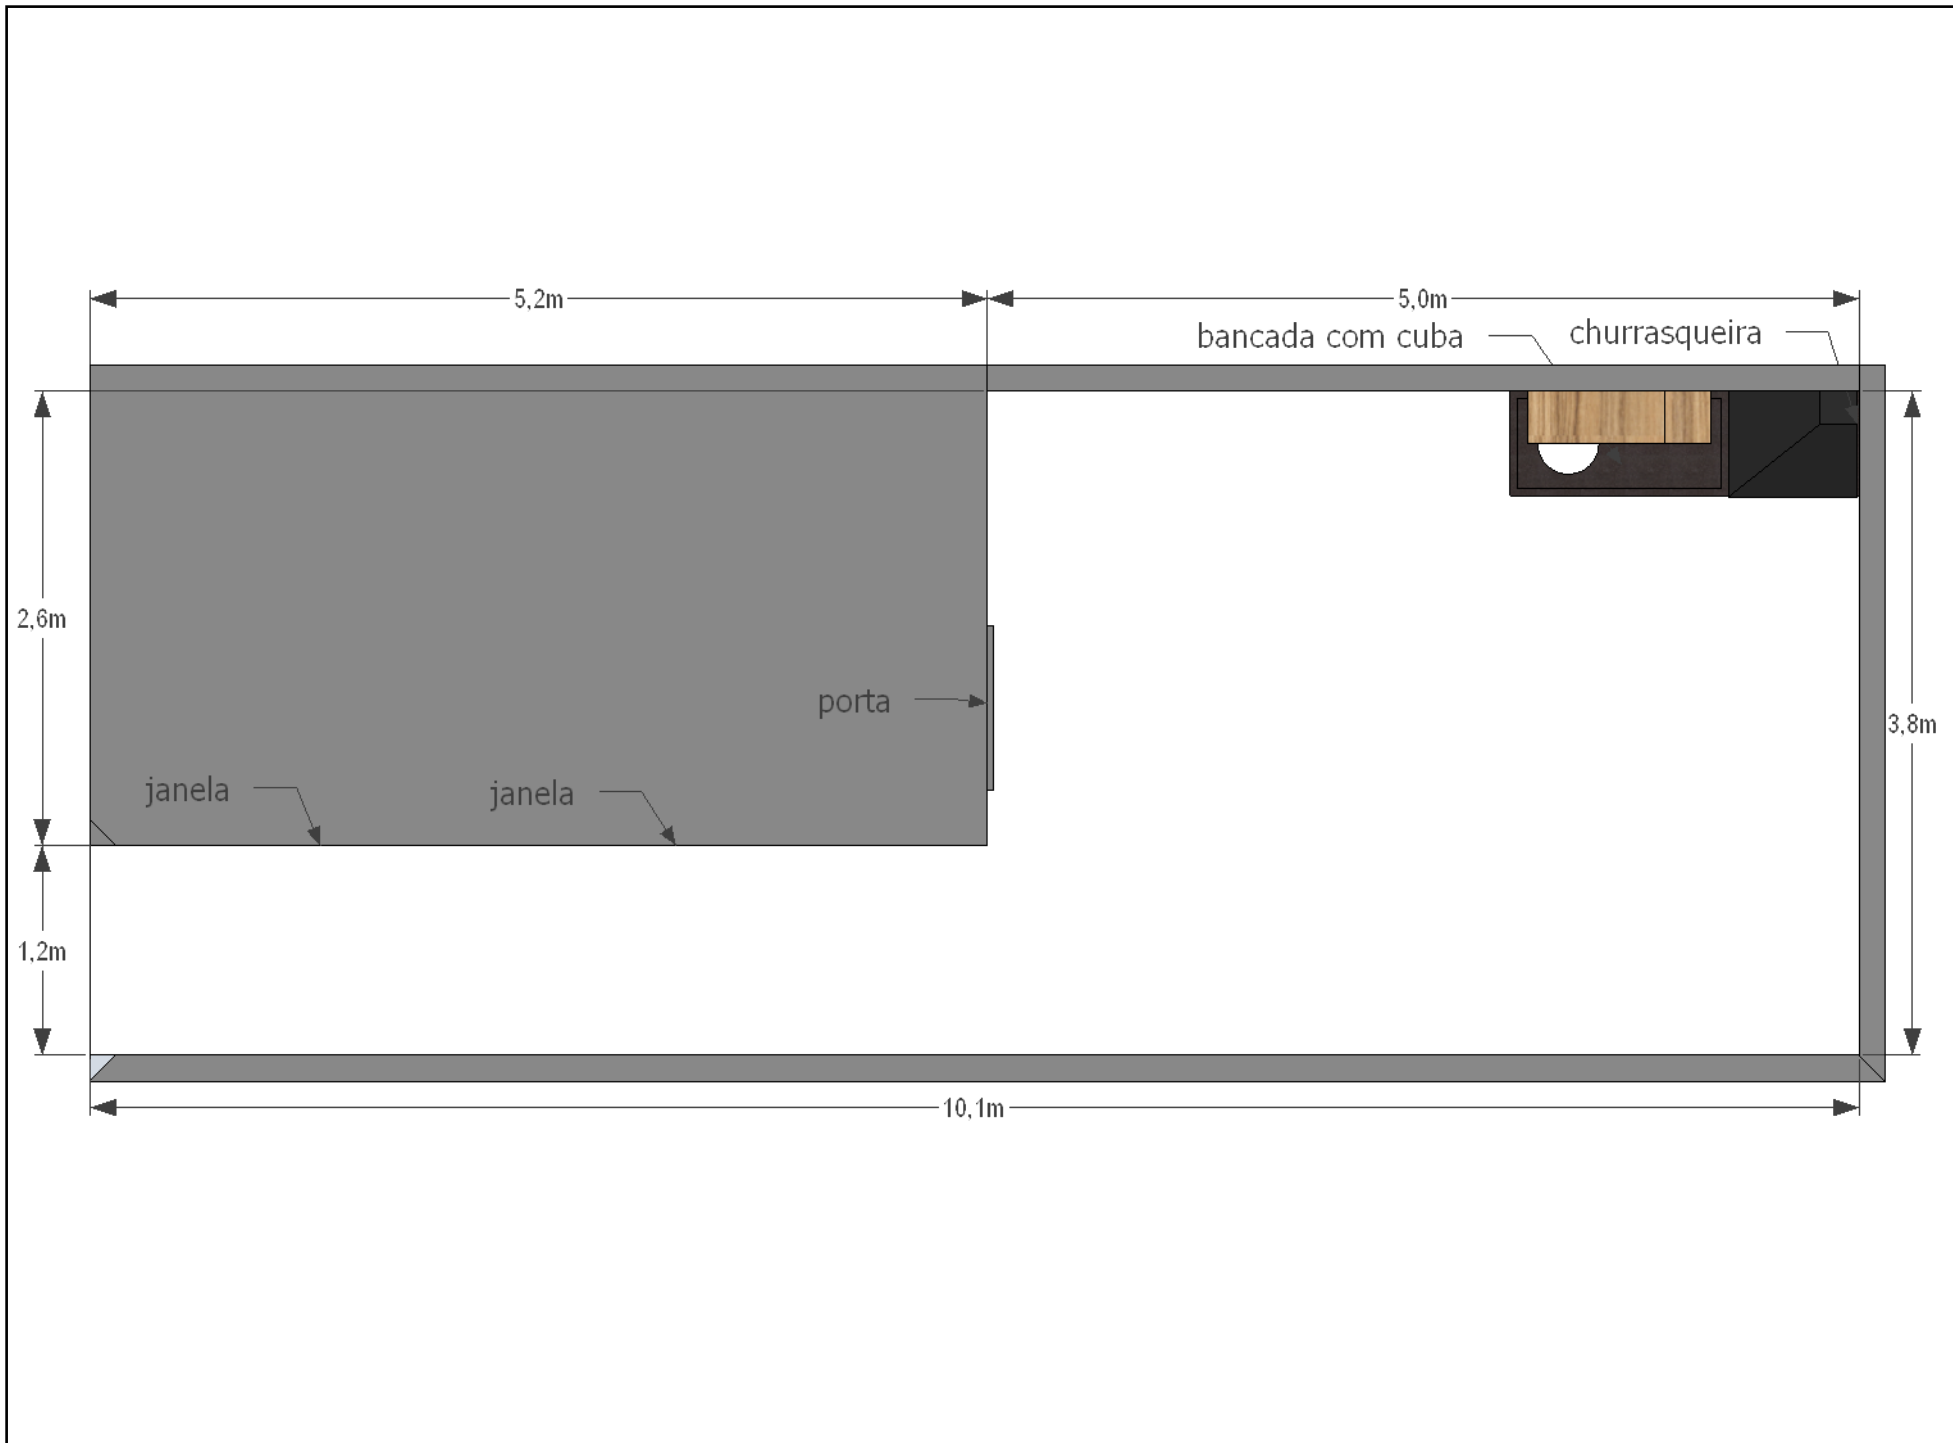 5,2m
5,0m
bancada com cuba
churrasqueira
2,6m
porta
3,8m
janela
janela
1,2m
10,1m